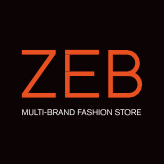 ZEB
MULTI-BRAND FASHION STORE